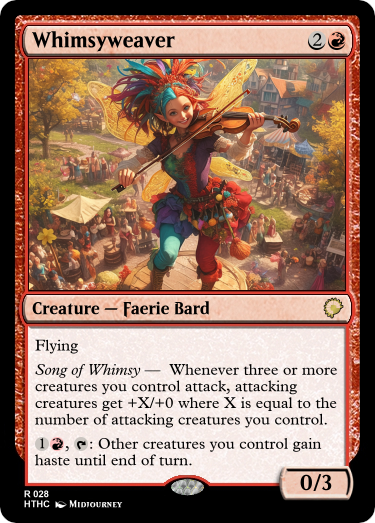 Whimsyweaver 2
Creature — Faerie Bard
Flying
Song of Whimsy — Whenever three or more
creatures you control attack, attacking
creatures get +X/+0 where X is equal to the
number of attacking creatures you control.
1, : Other creatures you control gain
haste until end of turn.
0/3
R 028
HTHC Midjourney